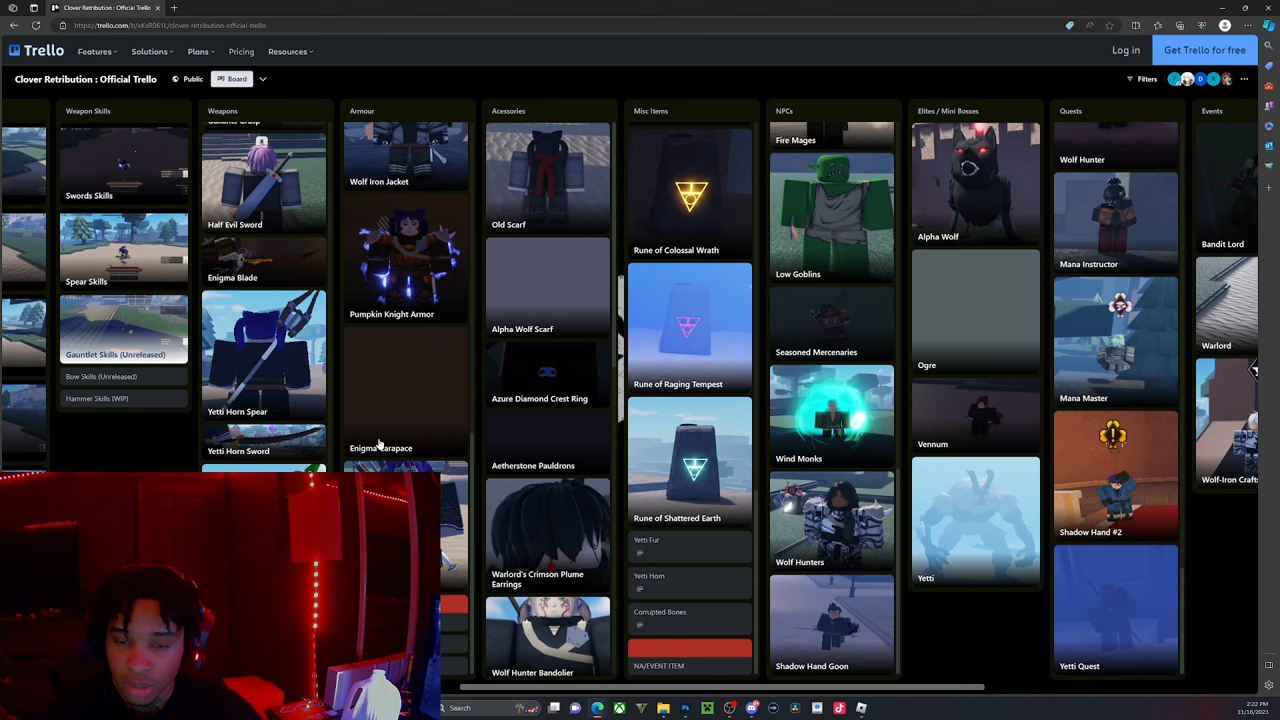 Clover Retribution : Official Trello
https://trello.com/b/xKxR061L/clover-retribution-official-trello
Trello
Features
Solutions
Plans
Pricing
Resources
Log in
Get Trello for free
Clover Retribution : Official Trello
Public
Board
Filters
Weapon Skills
Swords Skills
Spear Skills
Gauntlet Skills (Unreleased)
Bow Skills (Unreleased)
Hammer Skills (WIP)
Weapons
Half Evil Sword
Enigma Blade
Yetti Horn Spear
Yetti Horn Sword
Armour
Wolf Iron Jacket
Pumpkin Knight Armor
Enigma Carapace
Acessories
Old Scarf
Alpha Wolf Scarf
Azure Diamond Crest Ring
Aetherstone Pauldrons
Warlord's Crimson Plume
Earrings
Wolf Hunter Bandolier
Misc Items
Rune of Colossal Wrath
Rune of Raging Tempest
Rune of Shattered Earth
Yetti Fur
Yetti Horn
Corrupted Bones
NA/EVENT ITEM
NPCs
Fire Mages
Low Goblins
Seasoned Mercenaries
Wind Monks
Wolf Hunters
Shadow Hand Goon
Elites / Mini Bosses
Alpha Wolf
Ogre
Vennum
Yetti
Quests
Wolf Hunter
Mana Instructor
Mana Master
Shadow Hand #2
Yetti Quest
Events
Bandit Lord
Warlord
Wolf-Iron Craft
Search
2:22 PM
11/18/2023